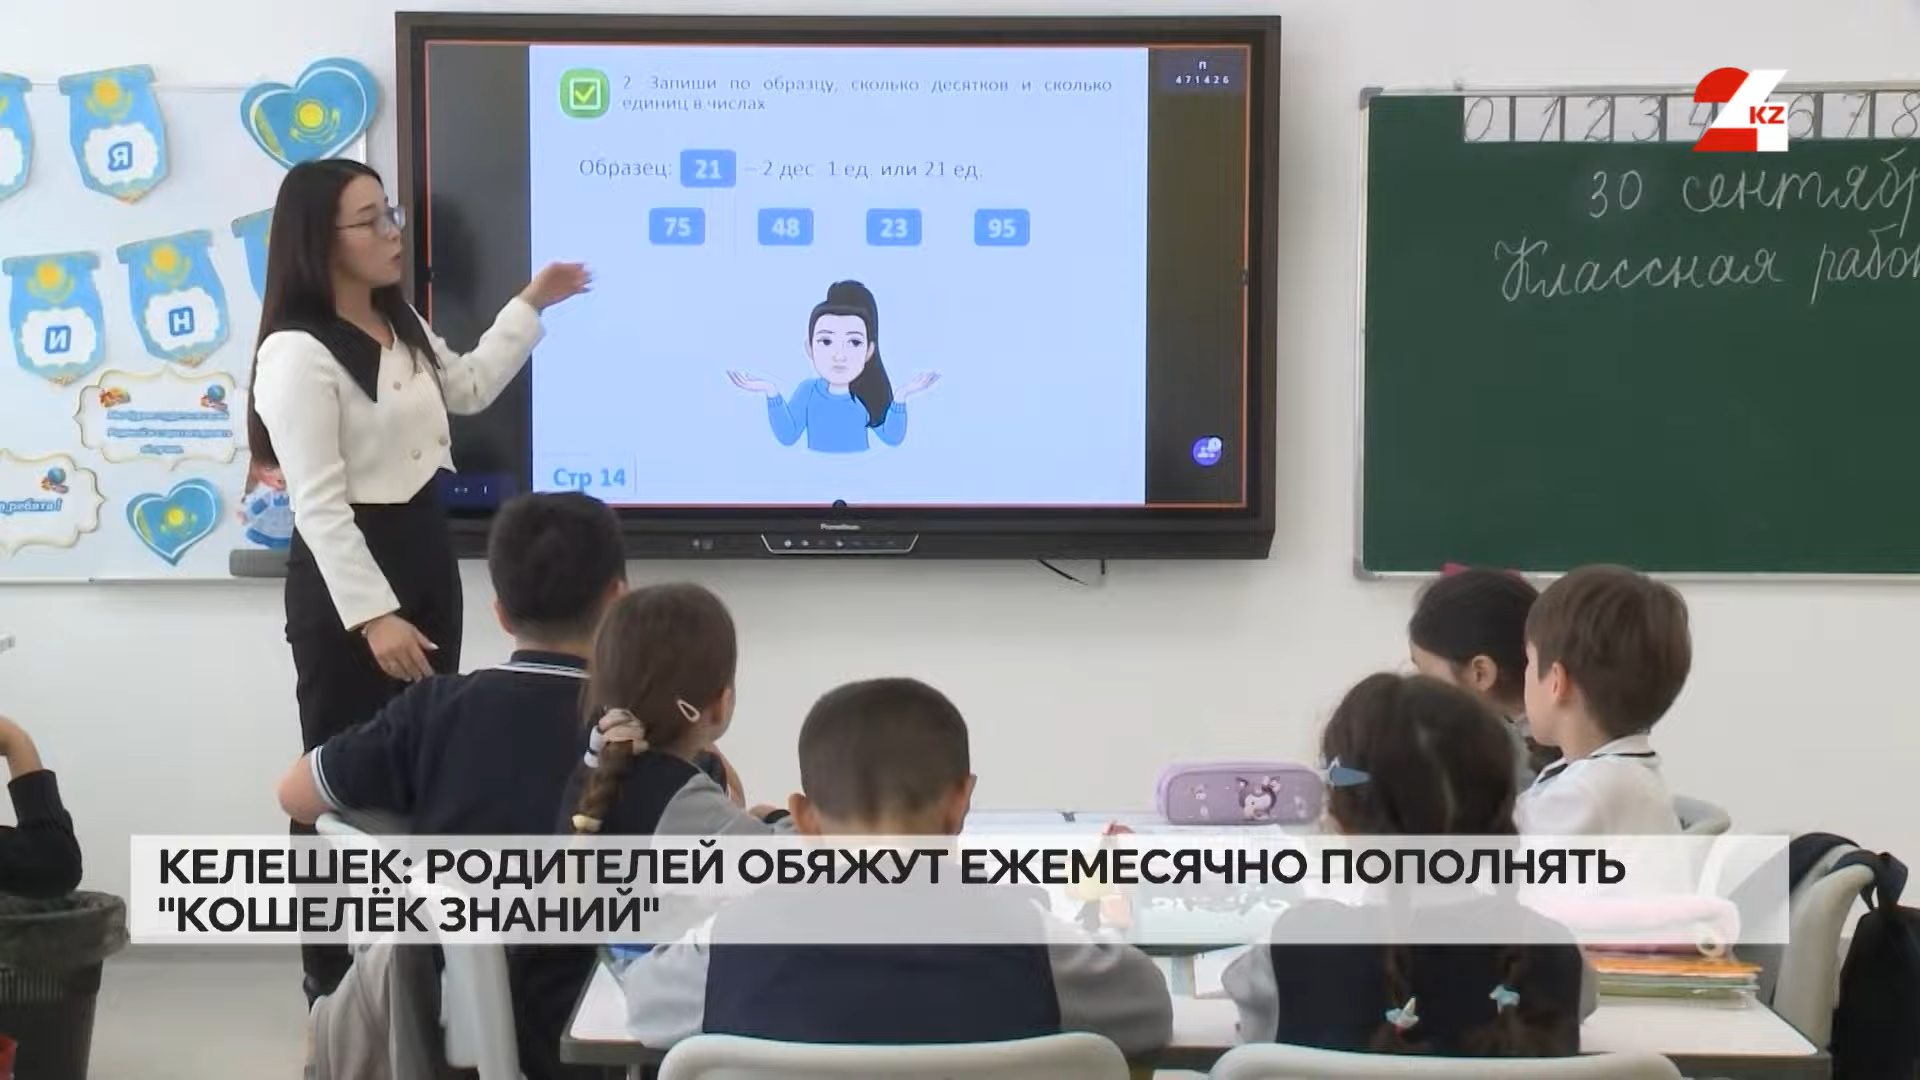 2 Запиши по образцу, сколько десятков и сколько
единиц в числах
Образец: 21 – 2 дес. 1 ед. или 21 ед.
75 48 23 95
Стр 14
П
471426
Я
И Н
ребята!
0 1 2 3 4 6 7 8
KZ
30 сентябр
Классная рабо
КЕЛЕШЕК: РОДИТЕЛЕЙ ОБЯЖУТ ЕЖЕМЕСЯЧНО ПОПОЛНЯТЬ
"КОШЕЛЁК ЗНАНИЙ"